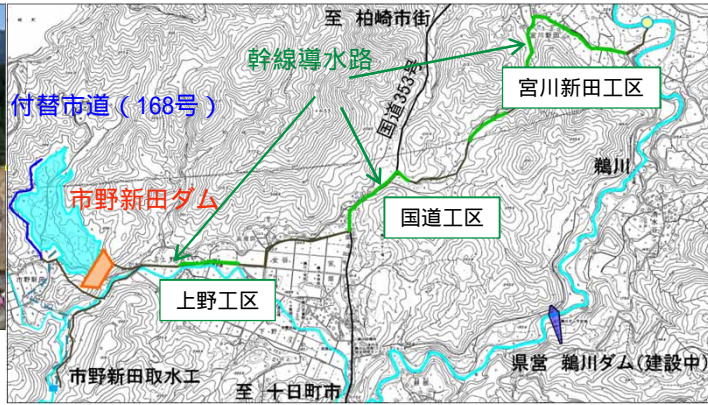 至 柏崎市街
幹線導水路
国道353号
宮川新田工区
付替市道（168号）
鵜川
市野新田ダム
国道工区
上野工区
県営 鵜川ダム(建設中)
市野新田取水工
至 十日町市